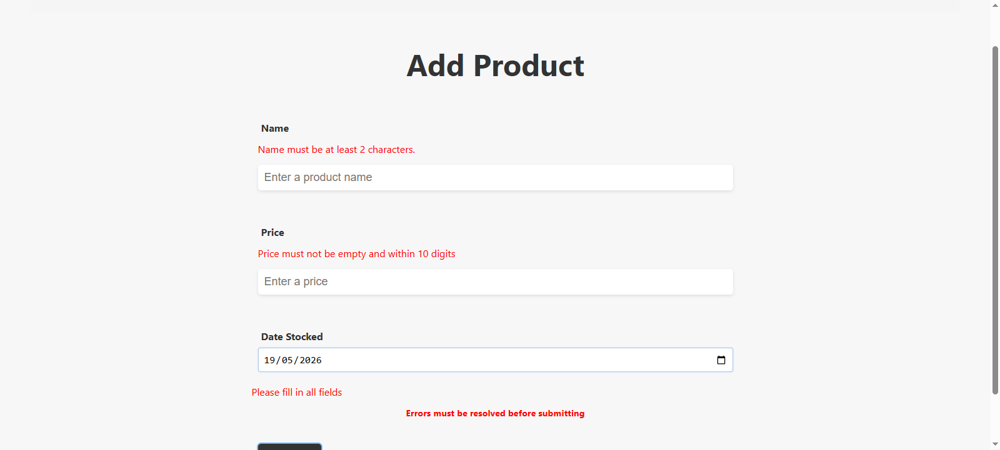 Add Product
Name
Name must be at least 2 characters.
Enter a product name
Price
Price must not be empty and within 10 digits
Enter a price
Date Stocked
19/05/2026
Please fill in all fields
Errors must be resolved before submitting